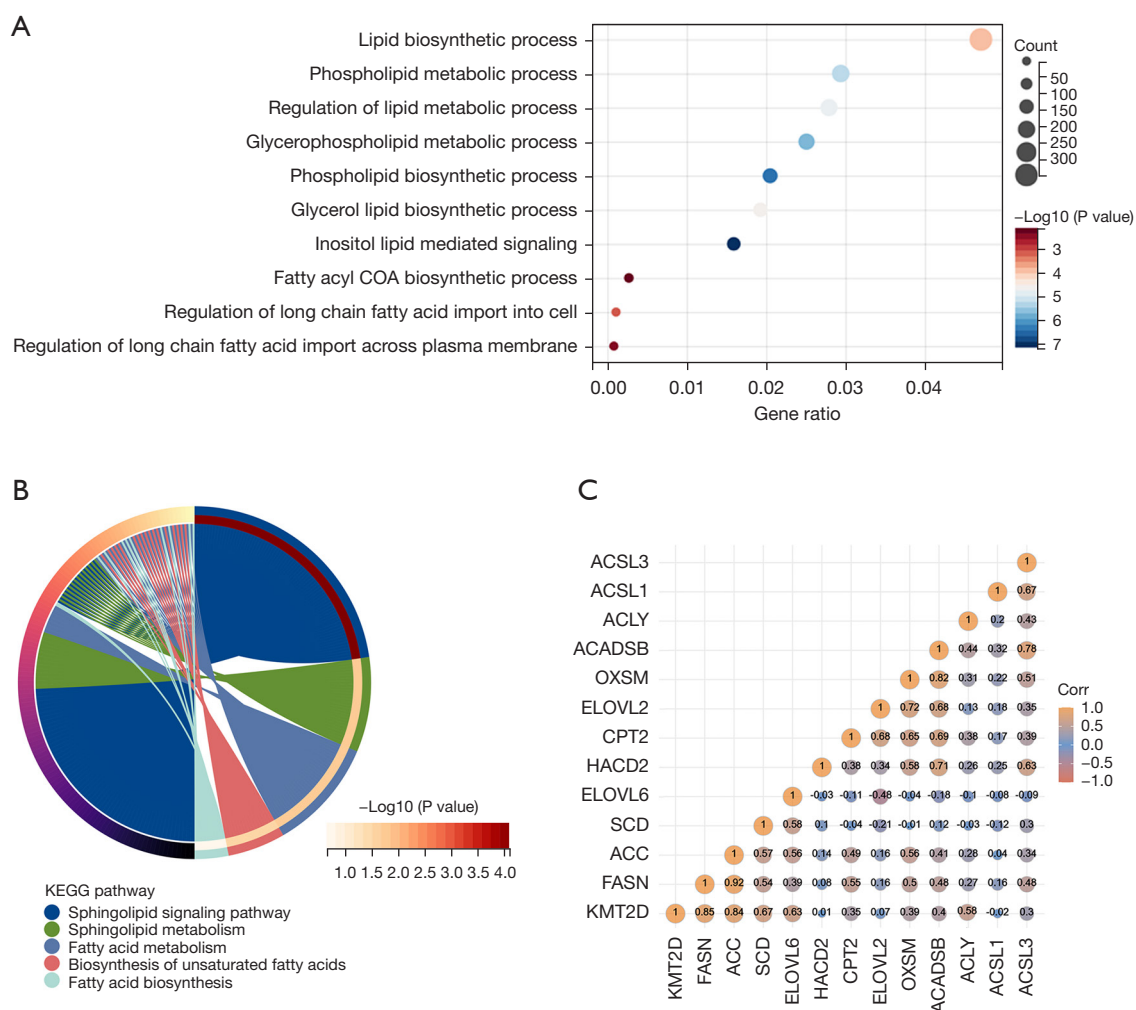 A
Lipid biosynthetic process
Phospholipid metabolic process
Regulation of lipid metabolic process
Glycerophospholipid metabolic process
Phospholipid biosynthetic process
Glycerol lipid biosynthetic process
Inositol lipid mediated signaling
Fatty acyl COA biosynthetic process
Regulation of long chain fatty acid import into cell
Regulation of long chain fatty acid import across plasma membrane
0.00 0.02 0.03 0.04
Gene ratio
Count
50
100
150
200
250
300
−Log10 (P value)
3
4
5
6
7
B
−Log10 (P value)
1.0 1.5 2.0 2.5 3.0 3.5 4.0
KEGG pathway
Sphingolipid signaling pathway
Sphingolipid metabolism
Fatty acid metabolism
Biosynthesis of unsaturated fatty acids
Fatty acid biosynthesis
C
ACSL3 1
ACSL1 1 0.67
ACLY 1 0.2 0.43
ACADSB 1 0.44 0.32 0.78
OXSM 1 0.82 0.31 0.22 0.51
ELOVL2 1 0.72 0.68 0.13 0.18 0.35
CPT2 1 0.68 0.65 0.69 0.38 0.17 0.39
HACD2 1 0.38 0.34 0.58 0.71 0.26 0.25 0.63
ELOVL6 1 -0.03 -0.11 -0.48 -0.04 -0.18 -0.1 -0.08 -0.09
SCD 1 0.58 0.1 -0.04 -0.21 -0.01 0.12 -0.03 -0.12 0.3
ACC 1 0.57 0.56 0.14 0.49 0.16 0.56 0.41 0.28 0.04 0.34
FASN 1 0.92 0.54 0.39 0.08 0.55 0.16 0.5 0.48 0.27 0.16 0.48
KMT2D 1 0.85 0.84 0.67 0.63 0.01 0.35 0.07 0.39 0.4 0.58 -0.02 0.3
KMT2D FASN ACC SCD ELOVL6 HACD2 CPT2 ELOVL2 OXSM ACADSB ACLY ACSL1 ACSL3
Corr
1.0
0.5
0.0
−0.5
−1.0